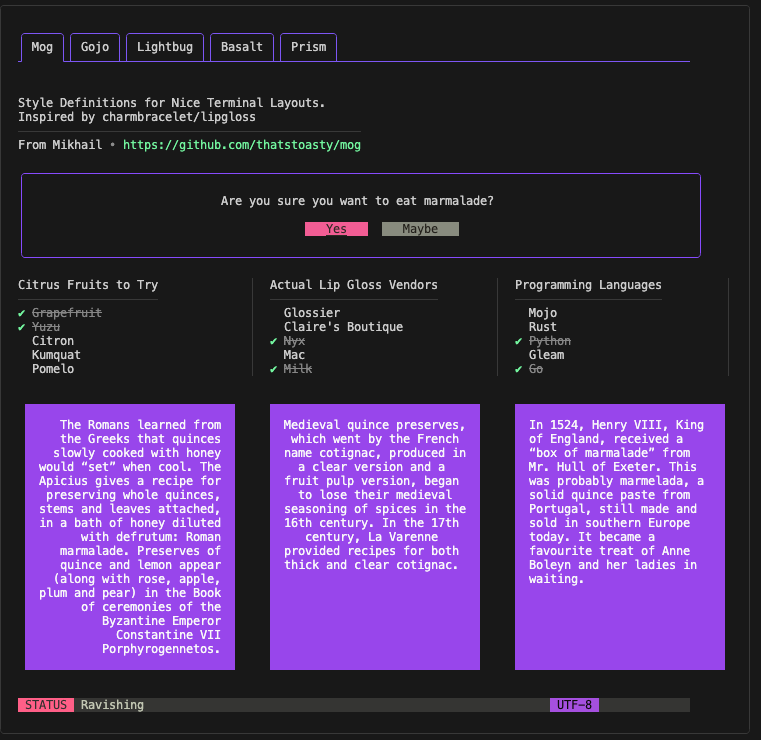 Mog Gojo Lightbug Basalt Prism
Style Definitions for Nice Terminal Layouts.
Inspired by charmbracelet/lipgloss
From Mikhail • https://github.com/thatstoasty/mog
Are you sure you want to eat marmalade?
Yes Maybe
Citrus Fruits to Try
✔ Grapefruit
✔ Yuzu
Citron
Kumquat
Pomelo
Actual Lip Gloss Vendors
Glossier
Claire's Boutique
✔ Nyx
Mac
✔ Milk
Programming Languages
Mojo
Rust
✔ Python
Gleam
✔ Go
The Romans learned from
the Greeks that quinces
slowly cooked with honey
would “set” when cool. The
Apicius gives a recipe for
preserving whole quinces,
stems and leaves attached,
in a bath of honey diluted
with defrutum: Roman
marmalade. Preserves of
quince and lemon appear
(along with rose, apple,
plum and pear) in the Book
of ceremonies of the
Byzantine Emperor
Constantine VII
Porphyrogennetos.
Medieval quince preserves,
which went by the French
name cotignac, produced in
a clear version and a
fruit pulp version, began
to lose their medieval
seasoning of spices in the
16th century. In the 17th
century, La Varenne
provided recipes for both
thick and clear cotignac.
In 1524, Henry VIII, King
of England, received a
“box of marmalade” from
Mr. Hull of Exeter. This
was probably marmelada, a
solid quince paste from
Portugal, still made and
sold in southern Europe
today. It became a
favourite treat of Anne
Boleyn and her ladies in
waiting.
STATUS Ravishing UTF-8